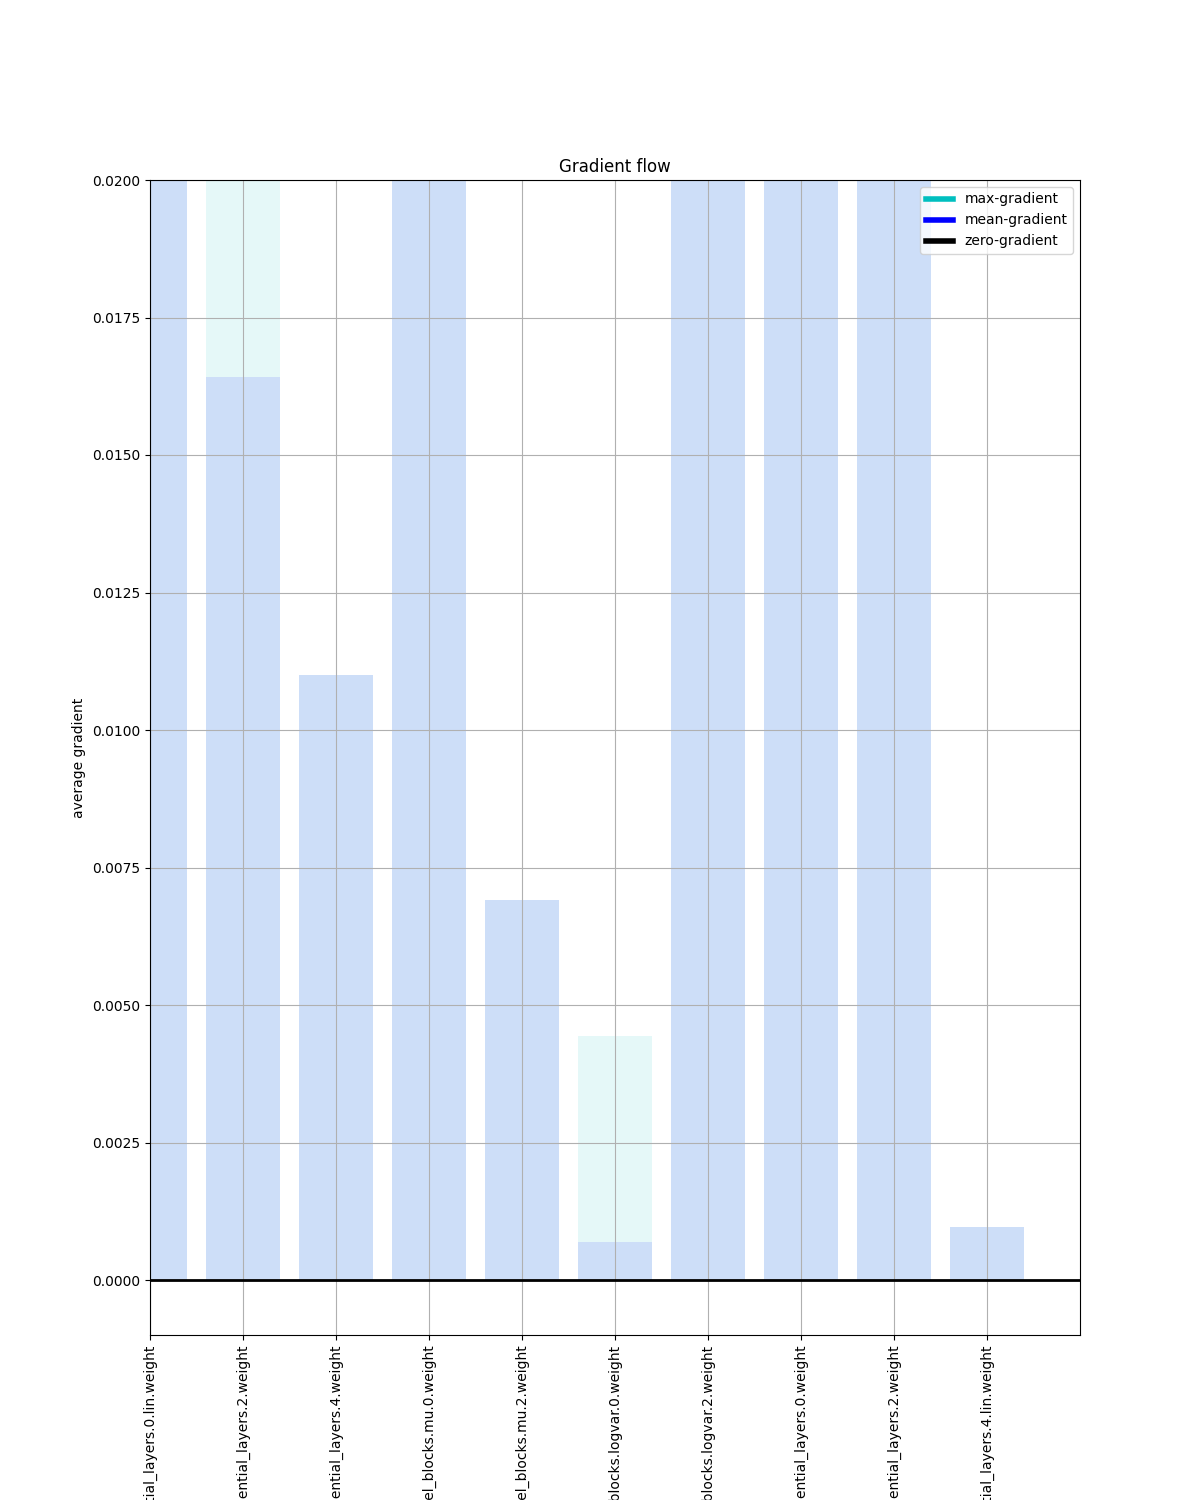 Gradient flow
max-gradient
mean-gradient
zero-gradient
0.0200
0.0175
0.0150
0.0125
0.0100
0.0075
0.0050
0.0025
0.0000
average gradient
tial_layers.0.lin.weight
ential_layers.2.weight
ential_layers.4.weight
el_blocks.mu.0.weight
el_blocks.mu.2.weight
blocks.logvar.0.weight
blocks.logvar.2.weight
ential_layers.0.weight
ential_layers.2.weight
tial_layers.4.lin.weight